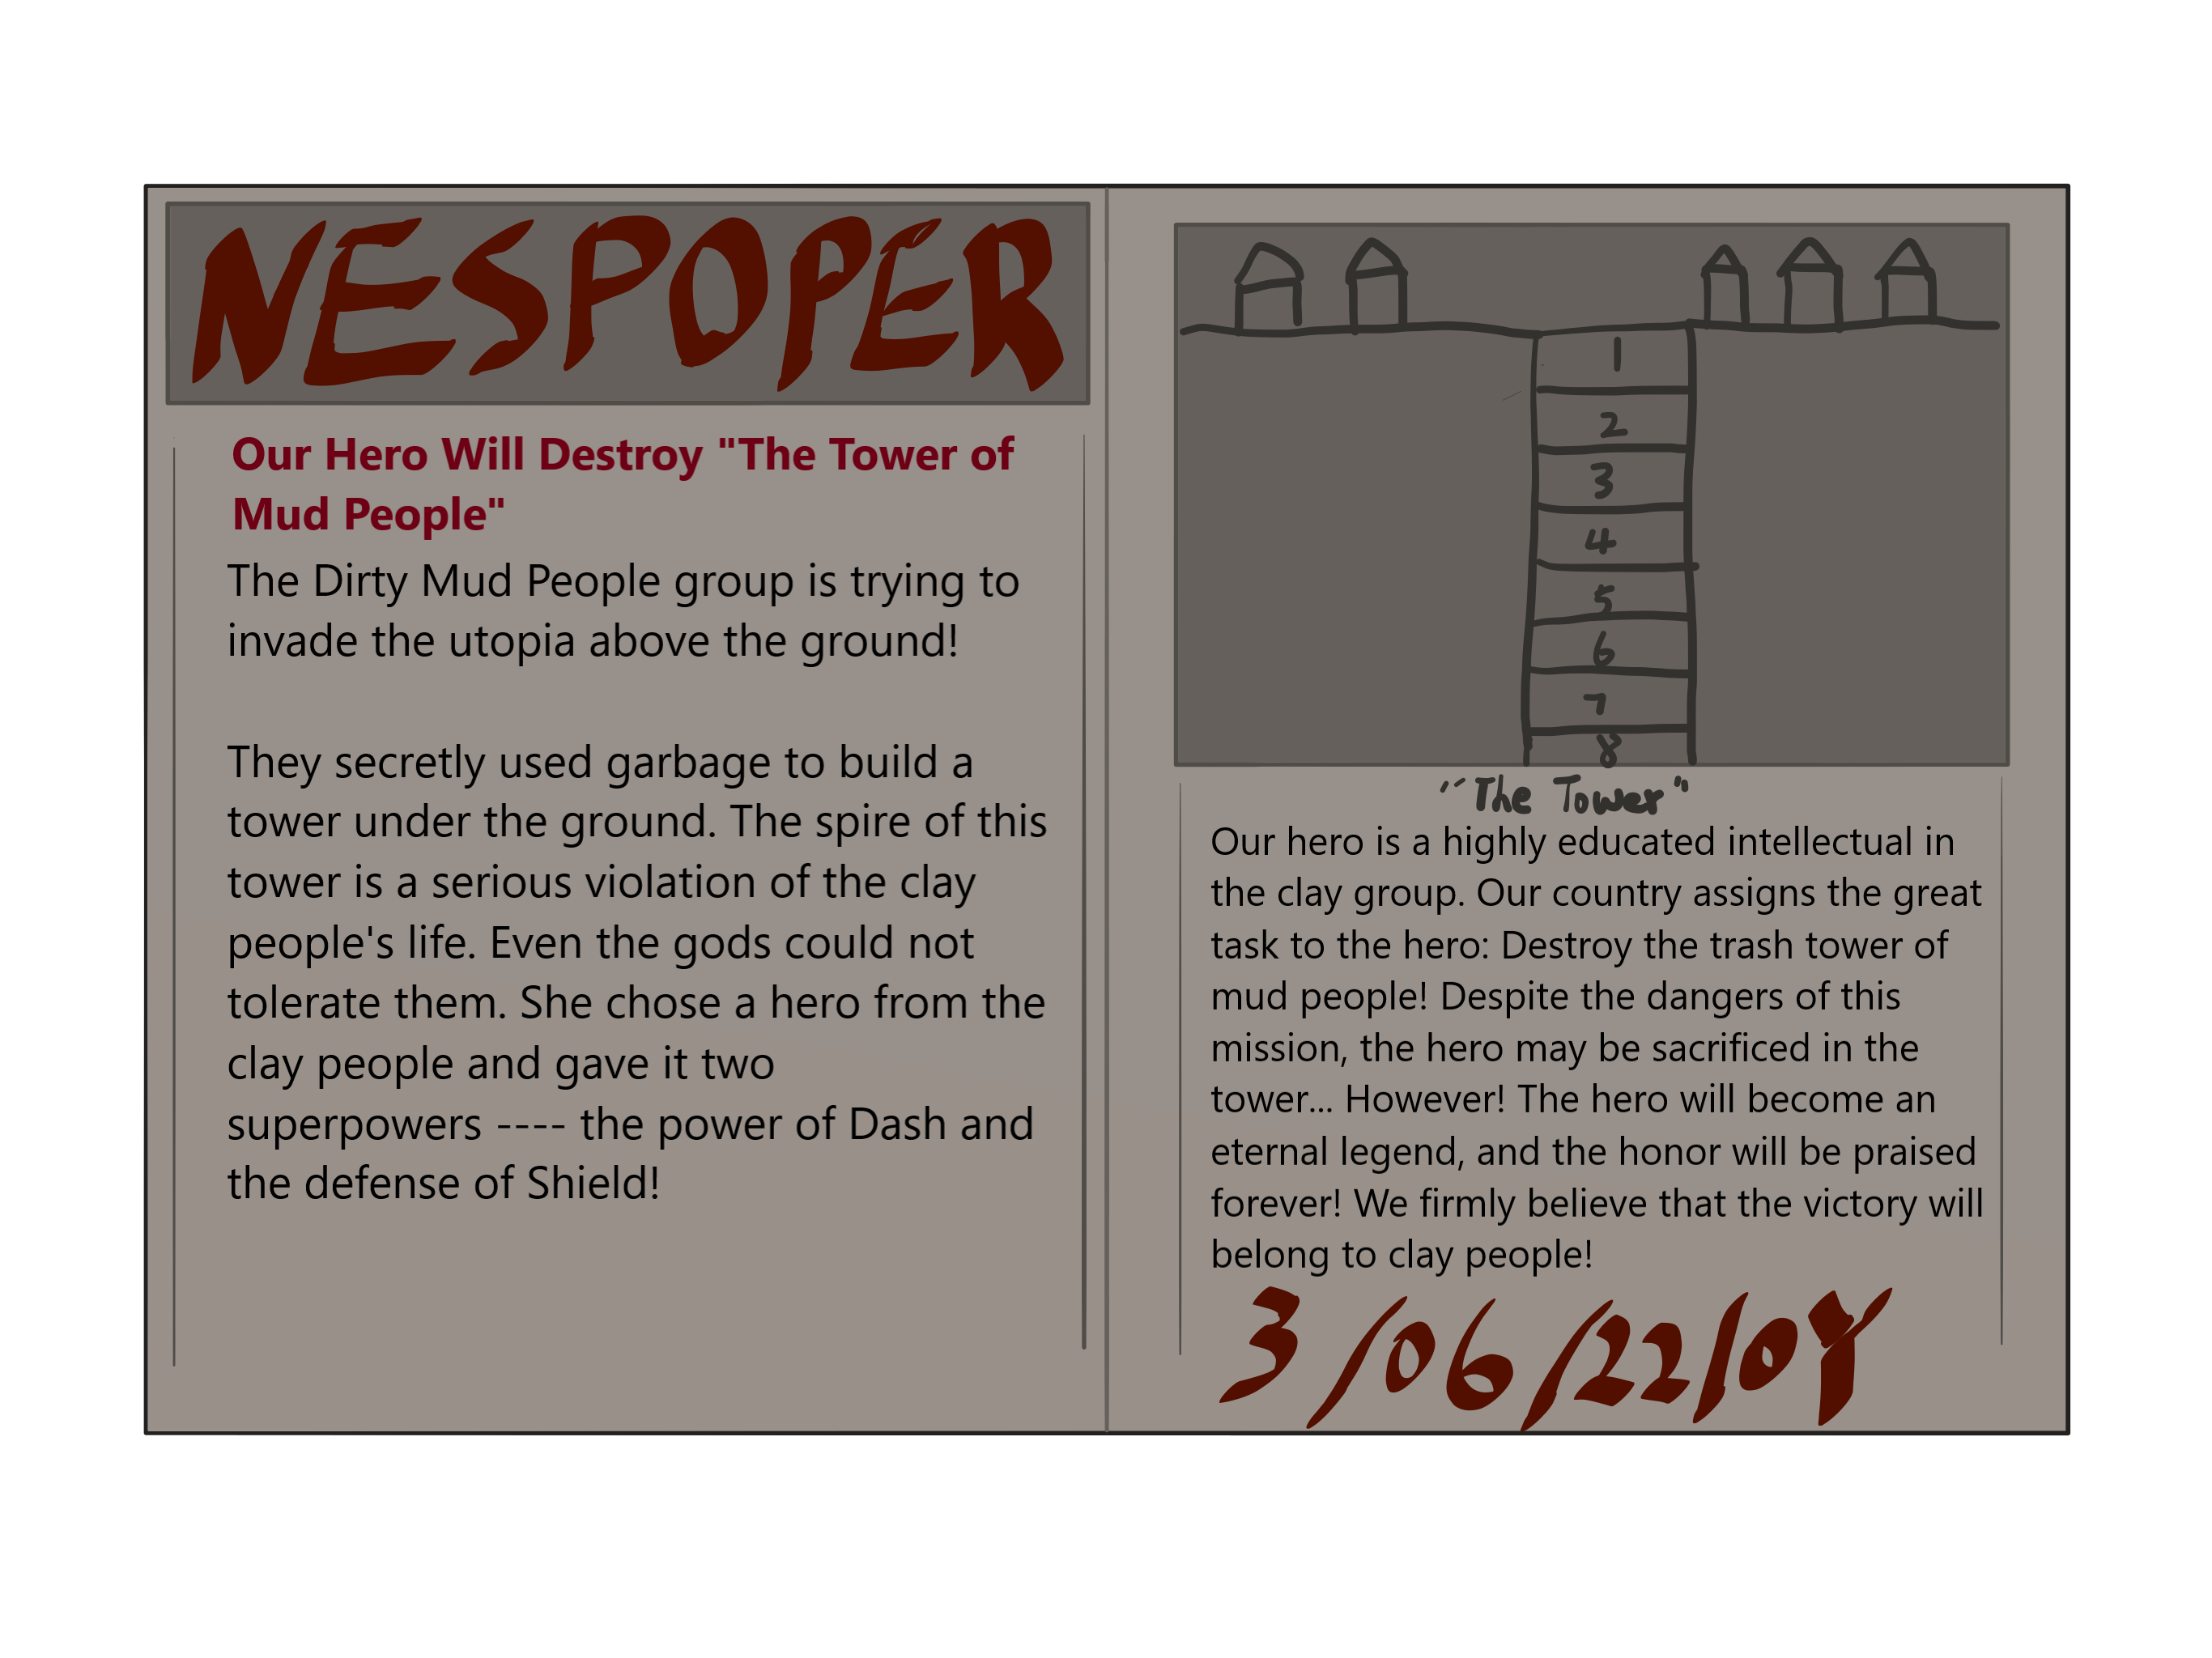 NESPOPER
Our Hero Will Destroy "The Tower of
Mud People"
The Dirty Mud People group is trying to
invade the utopia above the ground!
They secretly used garbage to build a
tower under the ground. The spire of this
tower is a serious violation of the clay
people's life. Even the gods could not
tolerate them. She chose a hero from the
clay people and gave it two
superpowers ---- the power of Dash and
the defense of Shield!
1
2
3
4
5
6
7
8
"The Tower"
Our hero is a highly educated intellectual in
the clay group. Our country assigns the great
task to the hero: Destroy the trash tower of
mud people! Despite the dangers of this
mission, the hero may be sacrificed in the
tower... However! The hero will become an
eternal legend, and the honor will be praised
forever! We firmly believe that the victory will
belong to clay people!
3/06/22/